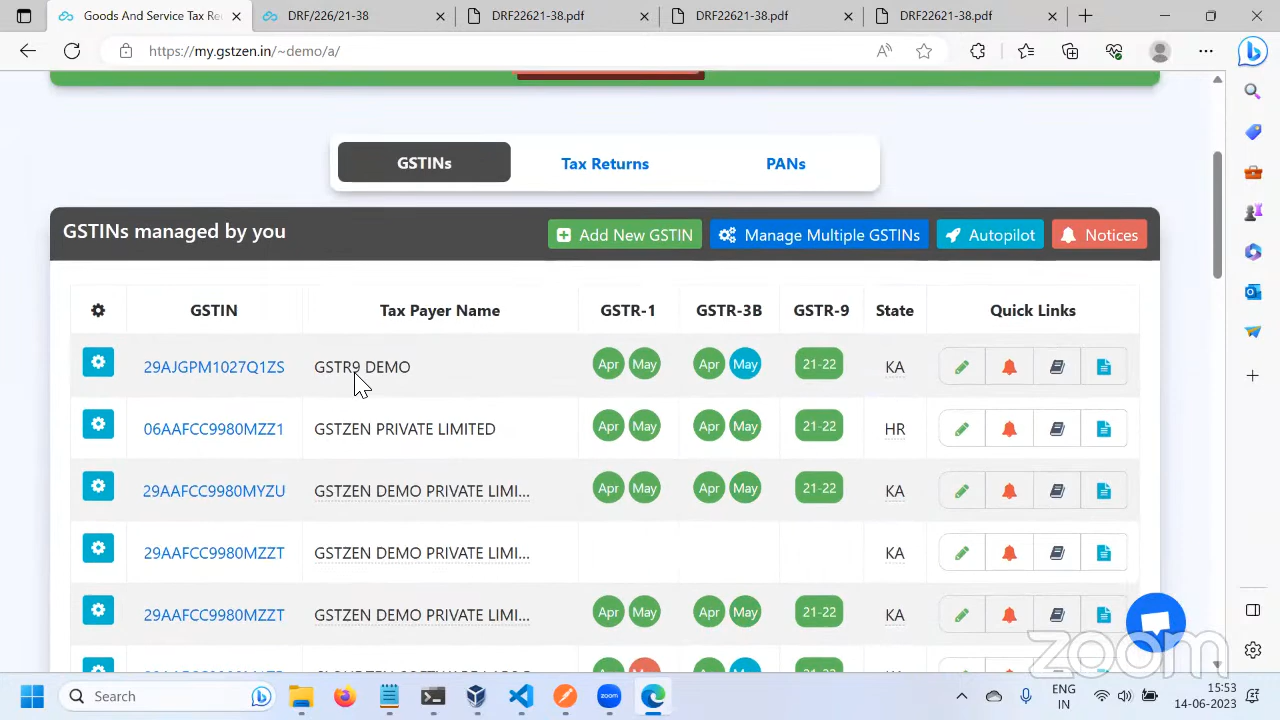 Goods And Service Tax Re
DRF/226/21-38
DRF22621-38.pdf
DRF22621-38.pdf
DRF22621-38.pdf
https://my.gstzen.in/~demo/a/
GSTINs
Tax Returns
PANs
GSTINs managed by you
Add New GSTIN
Manage Multiple GSTINs
Autopilot
Notices
GSTIN Tax Payer Name GSTR-1 GSTR-3B GSTR-9 State Quick Links
29AJGPM1027Q1ZS GSTR9 DEMO Apr May Apr May 21-22 KA
06AAFCC9980MZZ1 GSTZEN PRIVATE LIMITED Apr May Apr May 21-22 HR
29AAFCC9980MYZU GSTZEN DEMO PRIVATE LIMI... Apr May Apr May 21-22 KA
29AAFCC9980MZZT GSTZEN DEMO PRIVATE LIMI... KA
29AAFCC9980MZZT GSTZEN DEMO PRIVATE LIMI... Apr May Apr May 21-22 KA
zoom
Search
zoom
ENG
IN
15:53
14-06-2023